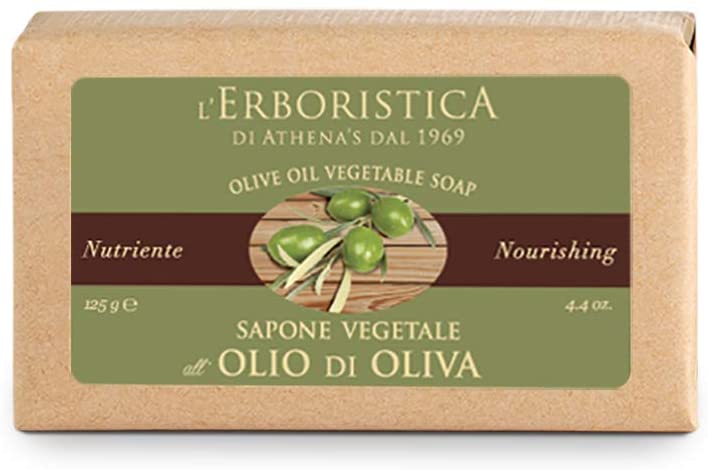 L'ERBORISTICA
DI ATHENA'S DAL 1969
OLIVE OIL VEGETABLE SOAP
Nutriente
Nourishing
125 g ℮
4.4 oz.
SAPONE VEGETALE
all' OLIO DI OLIVA